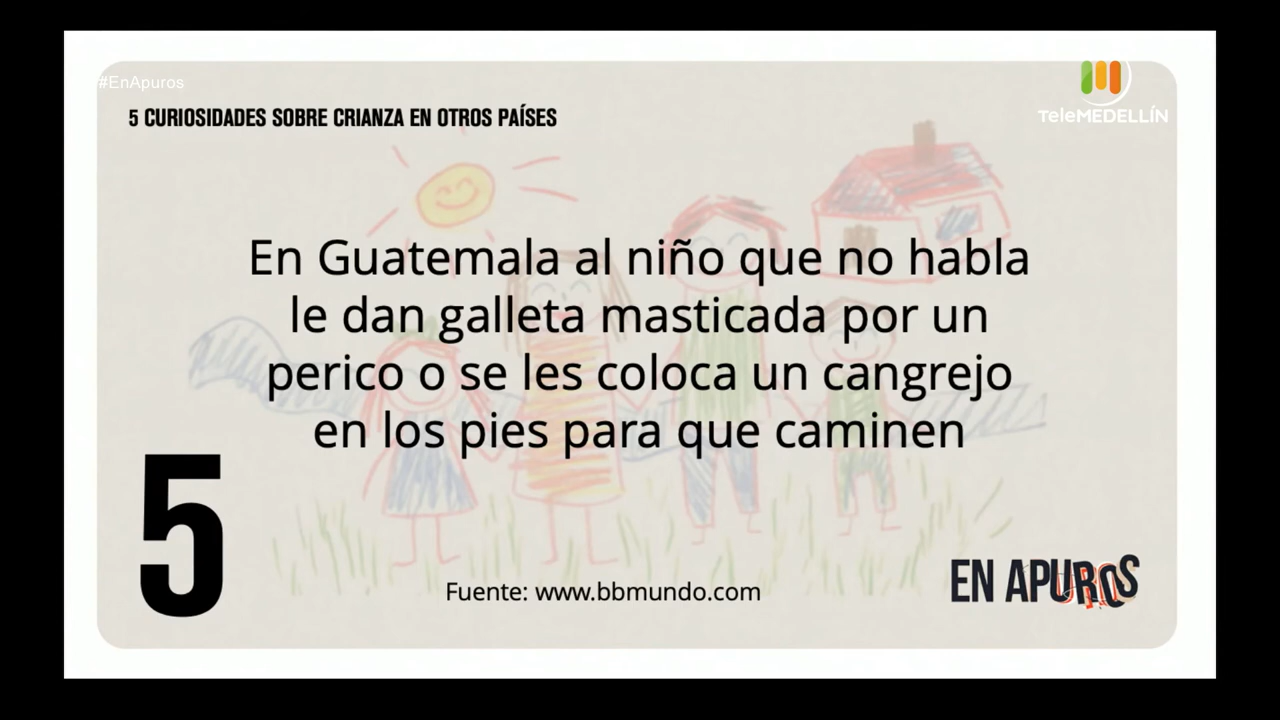 #EnApuros
TeleMEDELLÍN
5 CURIOSIDADES SOBRE CRIANZA EN OTROS PAÍSES
En Guatemala al niño que no habla
le dan galleta masticada por un
perico o se les coloca un cangrejo
en los pies para que caminen
5
Fuente: www.bbmundo.com
EN APUROS